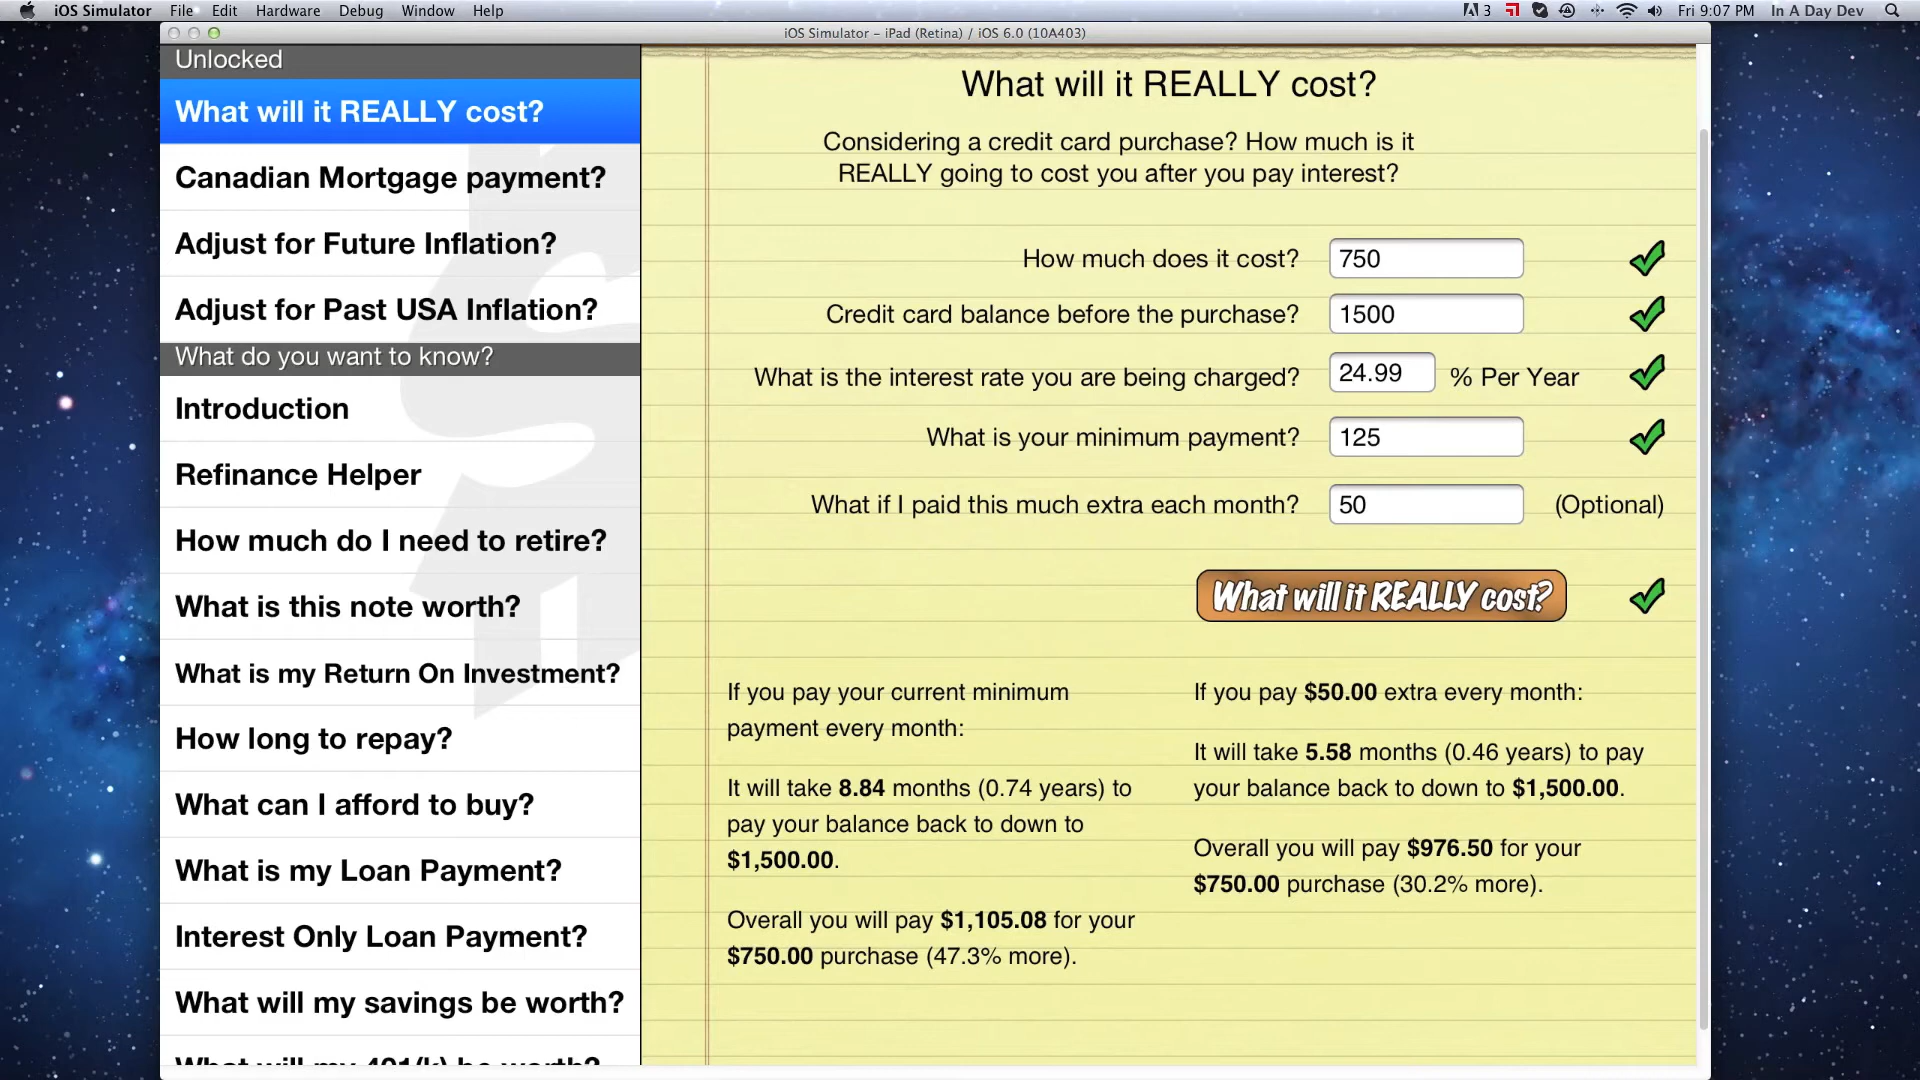 iOS Simulator File Edit Hardware Debug Window Help 3 Fri 9:07 PM In A Day Dev
iOS Simulator – iPad (Retina) / iOS 6.0 (10A403)
Unlocked
What will it REALLY cost?
Canadian Mortgage payment?
Adjust for Future Inflation?
Adjust for Past USA Inflation?
What do you want to know?
Introduction
Refinance Helper
How much do I need to retire?
What is this note worth?
What is my Return On Investment?
How long to repay?
What can I afford to buy?
What is my Loan Payment?
Interest Only Loan Payment?
What will my savings be worth?
What will my 401(k) be worth?
What will it REALLY cost?
Considering a credit card purchase? How much is it
REALLY going to cost you after you pay interest?
How much does it cost? 750
Credit card balance before the purchase? 1500
What is the interest rate you are being charged? 24.99 % Per Year
What is your minimum payment? 125
What if I paid this much extra each month? 50 (Optional)
What will it REALLY cost?
If you pay your current minimum
payment every month:
It will take 8.84 months (0.74 years) to
pay your balance back to down to
$1,500.00.
Overall you will pay $1,105.08 for your
$750.00 purchase (47.3% more).
If you pay $50.00 extra every month:
It will take 5.58 months (0.46 years) to pay
your balance back to down to $1,500.00.
Overall you will pay $976.50 for your
$750.00 purchase (30.2% more).